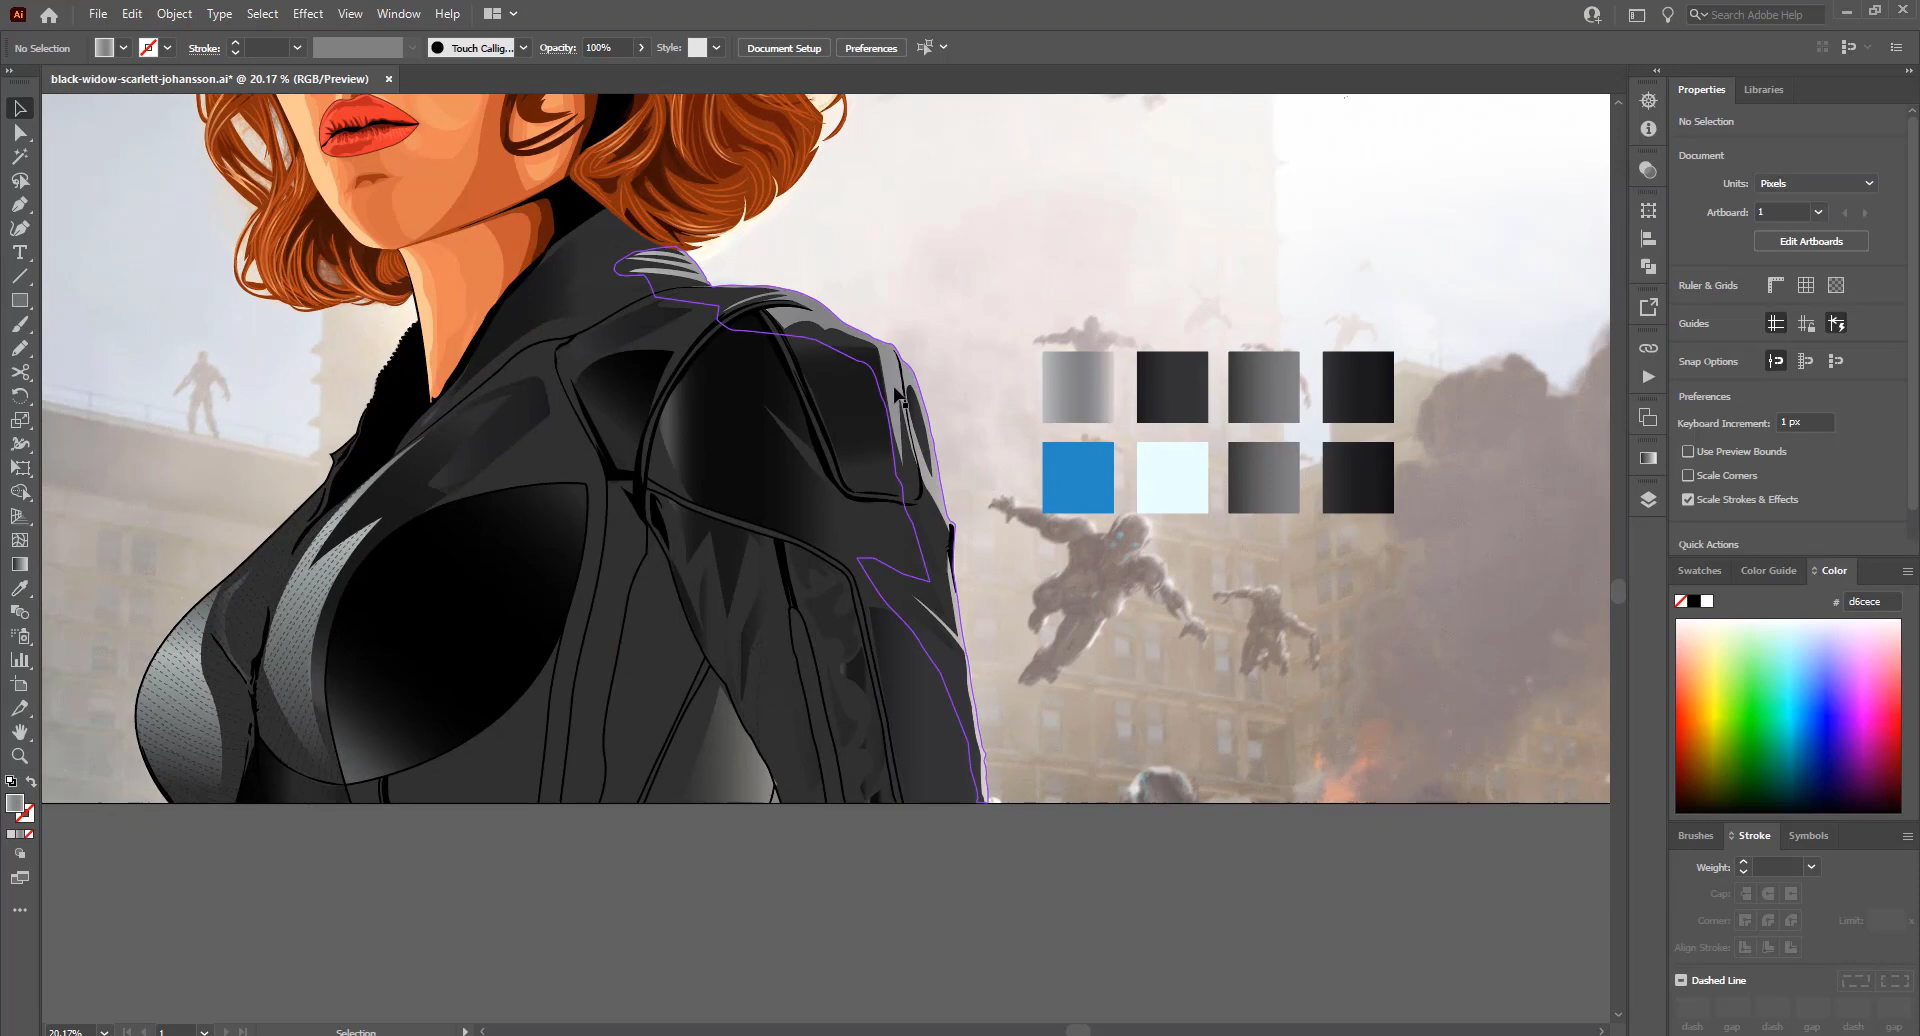 Ai File Edit Object Type Select Effect View Window Help Search Adobe Help
No Selection Stroke: Touch Callig... Opacity: 100% Style: Document Setup Preferences
black-widow-scarlett-johansson.ai* @ 20.17 % (RGB/Preview) ×
Properties Libraries
No Selection
Document
Units: Pixels
Artboard: 1
Edit Artboards
Ruler & Grids
Guides
Snap Options
Preferences
Keyboard Increment: 1 px
Use Preview Bounds
Scale Corners
Scale Strokes & Effects
Quick Actions
Swatches Color Guide Color
# d6cece
Brushes Stroke Symbols
Weight:
Cap:
Corner: Limit: x
Align Stroke:
Dashed Line
dash gap dash gap dash gap
20.17% 1 Selection